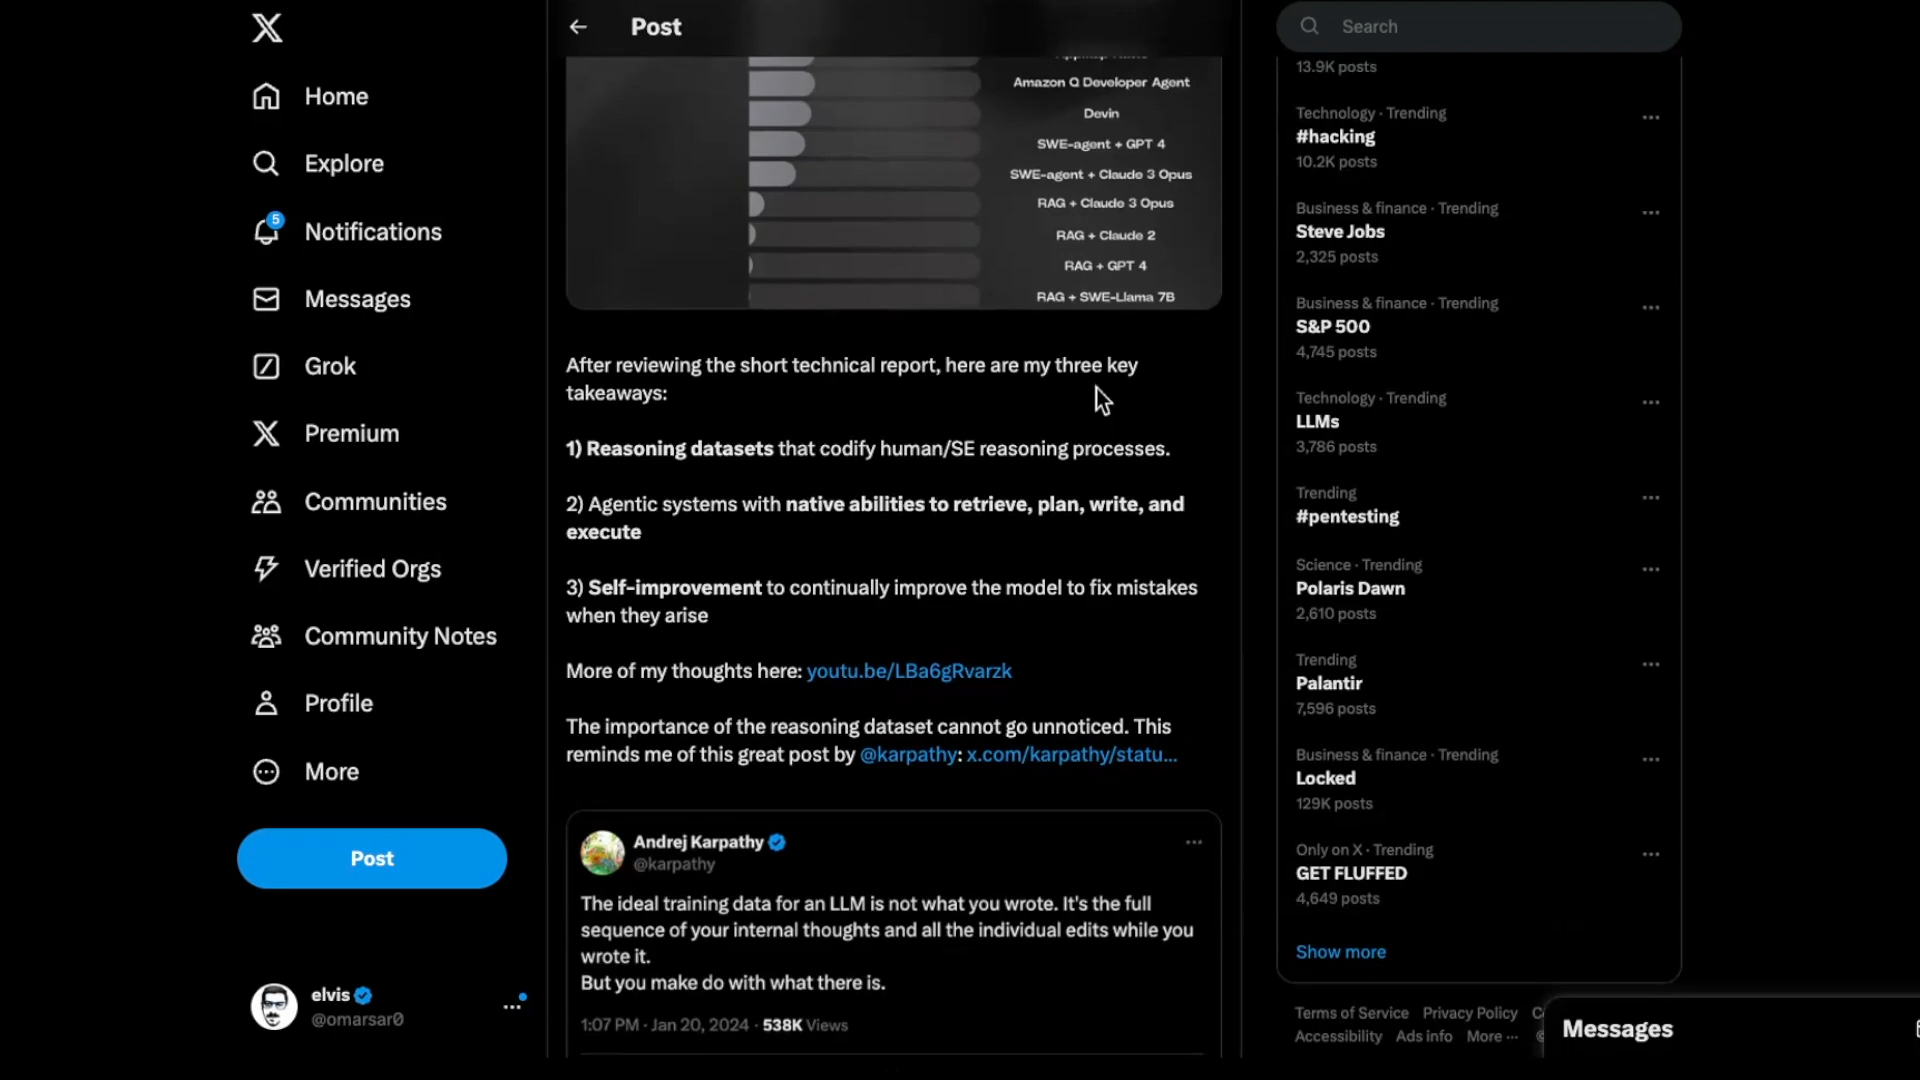 Home
Explore
5
Notifications
Messages
Grok
Premium
Communities
Verified Orgs
Community Notes
Profile
More
Post
elvis
@omarsar0
Post
Amazon Q Developer Agent
Devin
SWE-agent + GPT 4
SWE-agent + Claude 3 Opus
RAG + Claude 3 Opus
RAG + Claude 2
RAG + GPT 4
RAG + SWE-Llama 7B
After reviewing the short technical report, here are my three key
takeaways:
1) Reasoning datasets that codify human/SE reasoning processes.
2) Agentic systems with native abilities to retrieve, plan, write, and
execute
3) Self-improvement to continually improve the model to fix mistakes
when they arise
More of my thoughts here: youtu.be/LBa6gRvarzk
The importance of the reasoning dataset cannot go unnoticed. This
reminds me of this great post by @karpathy: x.com/karpathy/statu...
Andrej Karpathy
@karpathy
The ideal training data for an LLM is not what you wrote. It's the full
sequence of your internal thoughts and all the individual edits while you
wrote it.
But you make do with what there is.
1:07 PM · Jan 20, 2024 · 538K Views
Search
13.9K posts
Technology · Trending
#hacking
10.2K posts
Business & finance · Trending
Steve Jobs
2,325 posts
Business & finance · Trending
S&P 500
4,745 posts
Technology · Trending
LLMs
3,786 posts
Trending
#pentesting
Science · Trending
Polaris Dawn
2,610 posts
Trending
Palantir
7,596 posts
Business & finance · Trending
Locked
129K posts
Only on X · Trending
GET FLUFFED
4,649 posts
Show more
Terms of Service Privacy Policy
Accessibility Ads info More ···
Messages